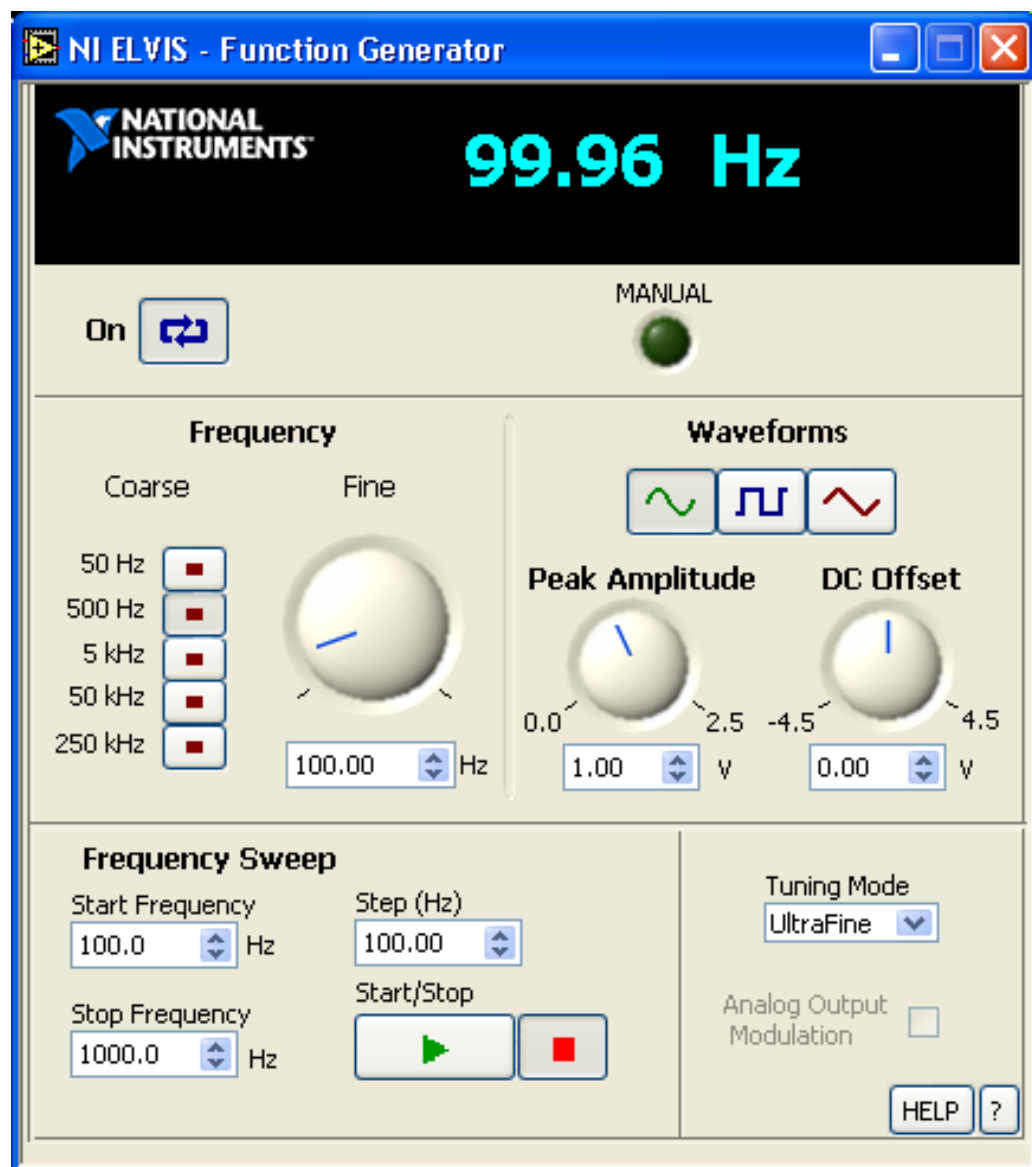 NI ELVIS - Function Generator
NATIONAL
INSTRUMENTS™
99.96 Hz
On
MANUAL
Frequency
Waveforms
Coarse
Fine
50 Hz
500 Hz
5 kHz
50 kHz
250 kHz
100.00 Hz
Peak Amplitude
DC Offset
0.0
2.5
-4.5
4.5
1.00 V
0.00 V
Frequency Sweep
Start Frequency
100.0 Hz
Step (Hz)
100.00
Stop Frequency
1000.0 Hz
Start/Stop
Tuning Mode
UltraFine
Analog Output
Modulation
HELP
?